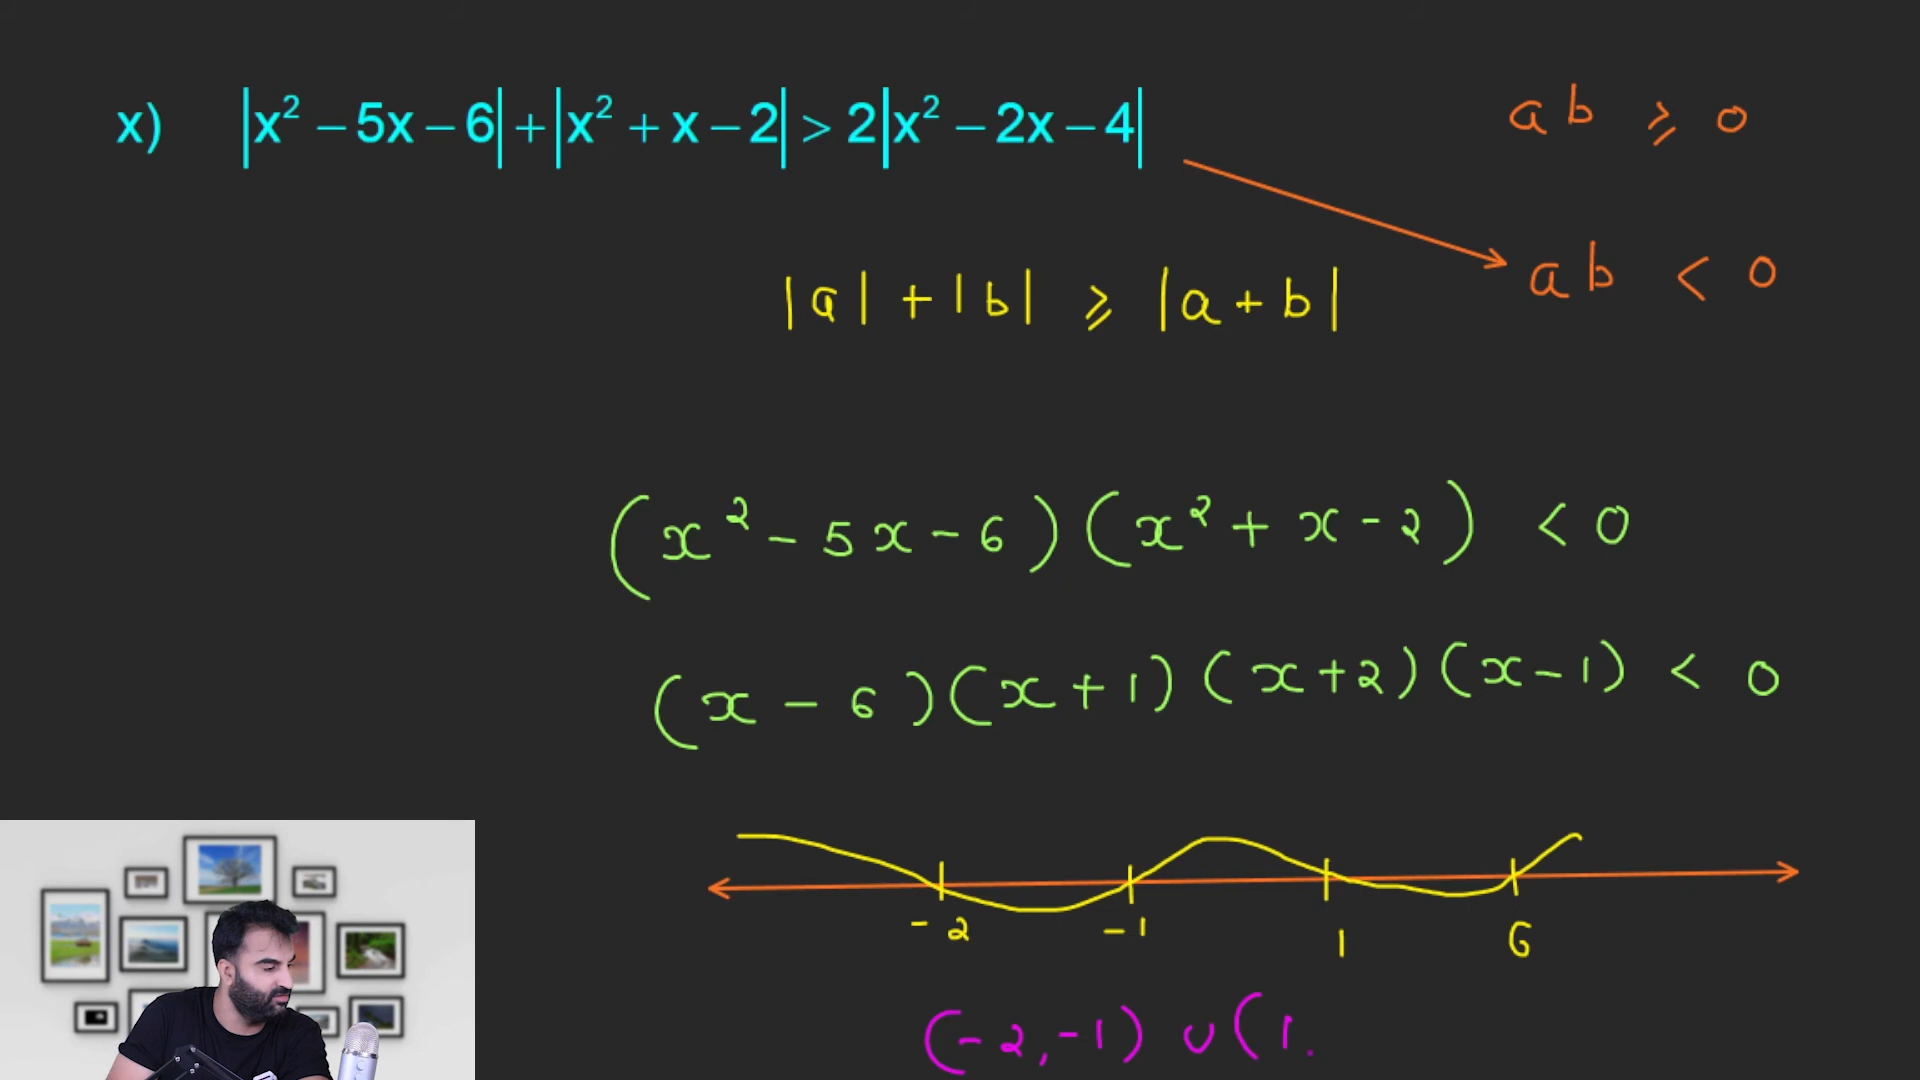 x) |x² – 5x – 6| + |x² + x – 2| > 2|x² – 2x – 4|
ab ⩾ 0
ab < 0
|a| + |b| ⩾ |a + b|
(x² - 5x - 6)(x² + x - 2) < 0
(x - 6)(x + 1)(x + 2)(x - 1) < 0
-2 -1 1 6
(-2, -1) ∪ (1,